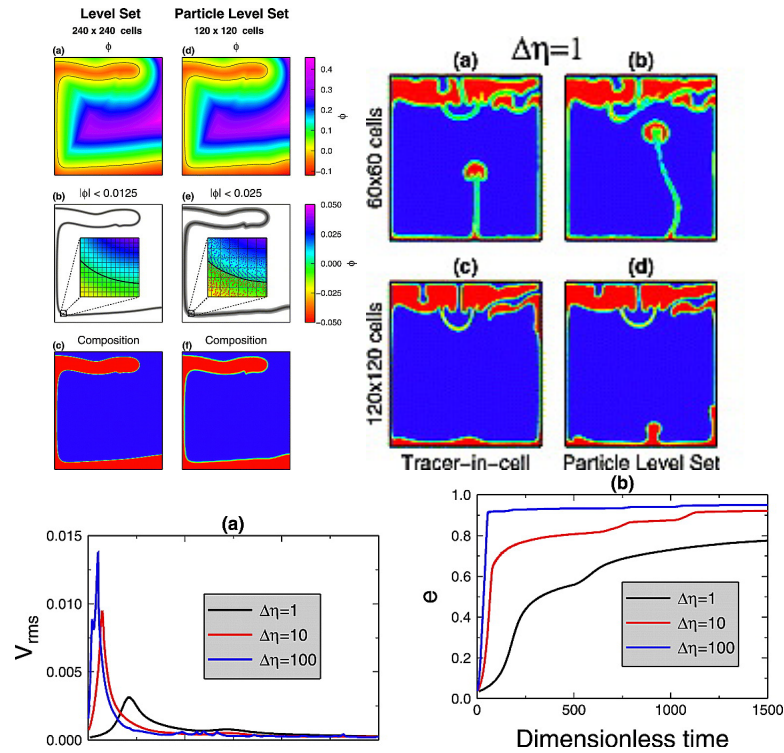 Level Set
240 x 240 cells
Particle Level Set
120 x 120 cells
(a)
ϕ
(d)
ϕ
0.4
0.3
0.2
0.1
0.0
−0.1
ϕ
(b)
|ϕ| < 0.0125
(e)
|ϕ| < 0.025
0.050
0.025
0.000
−0.025
−0.050
ϕ
(c)
Composition
(f)
Composition
Δη=1
(a)
(b)
60x60 cells
(c)
(d)
120x120 cells
Tracer−in−cell
Particle Level Set
(a)
0.015
0.010
0.005
0.000
Vrms
Δη=1
Δη=10
Δη=100
(b)
1.0
0.8
0.6
0.4
0.2
0.0
e
Δη=1
Δη=10
Δη=100
0
500
1000
1500
Dimensionless time